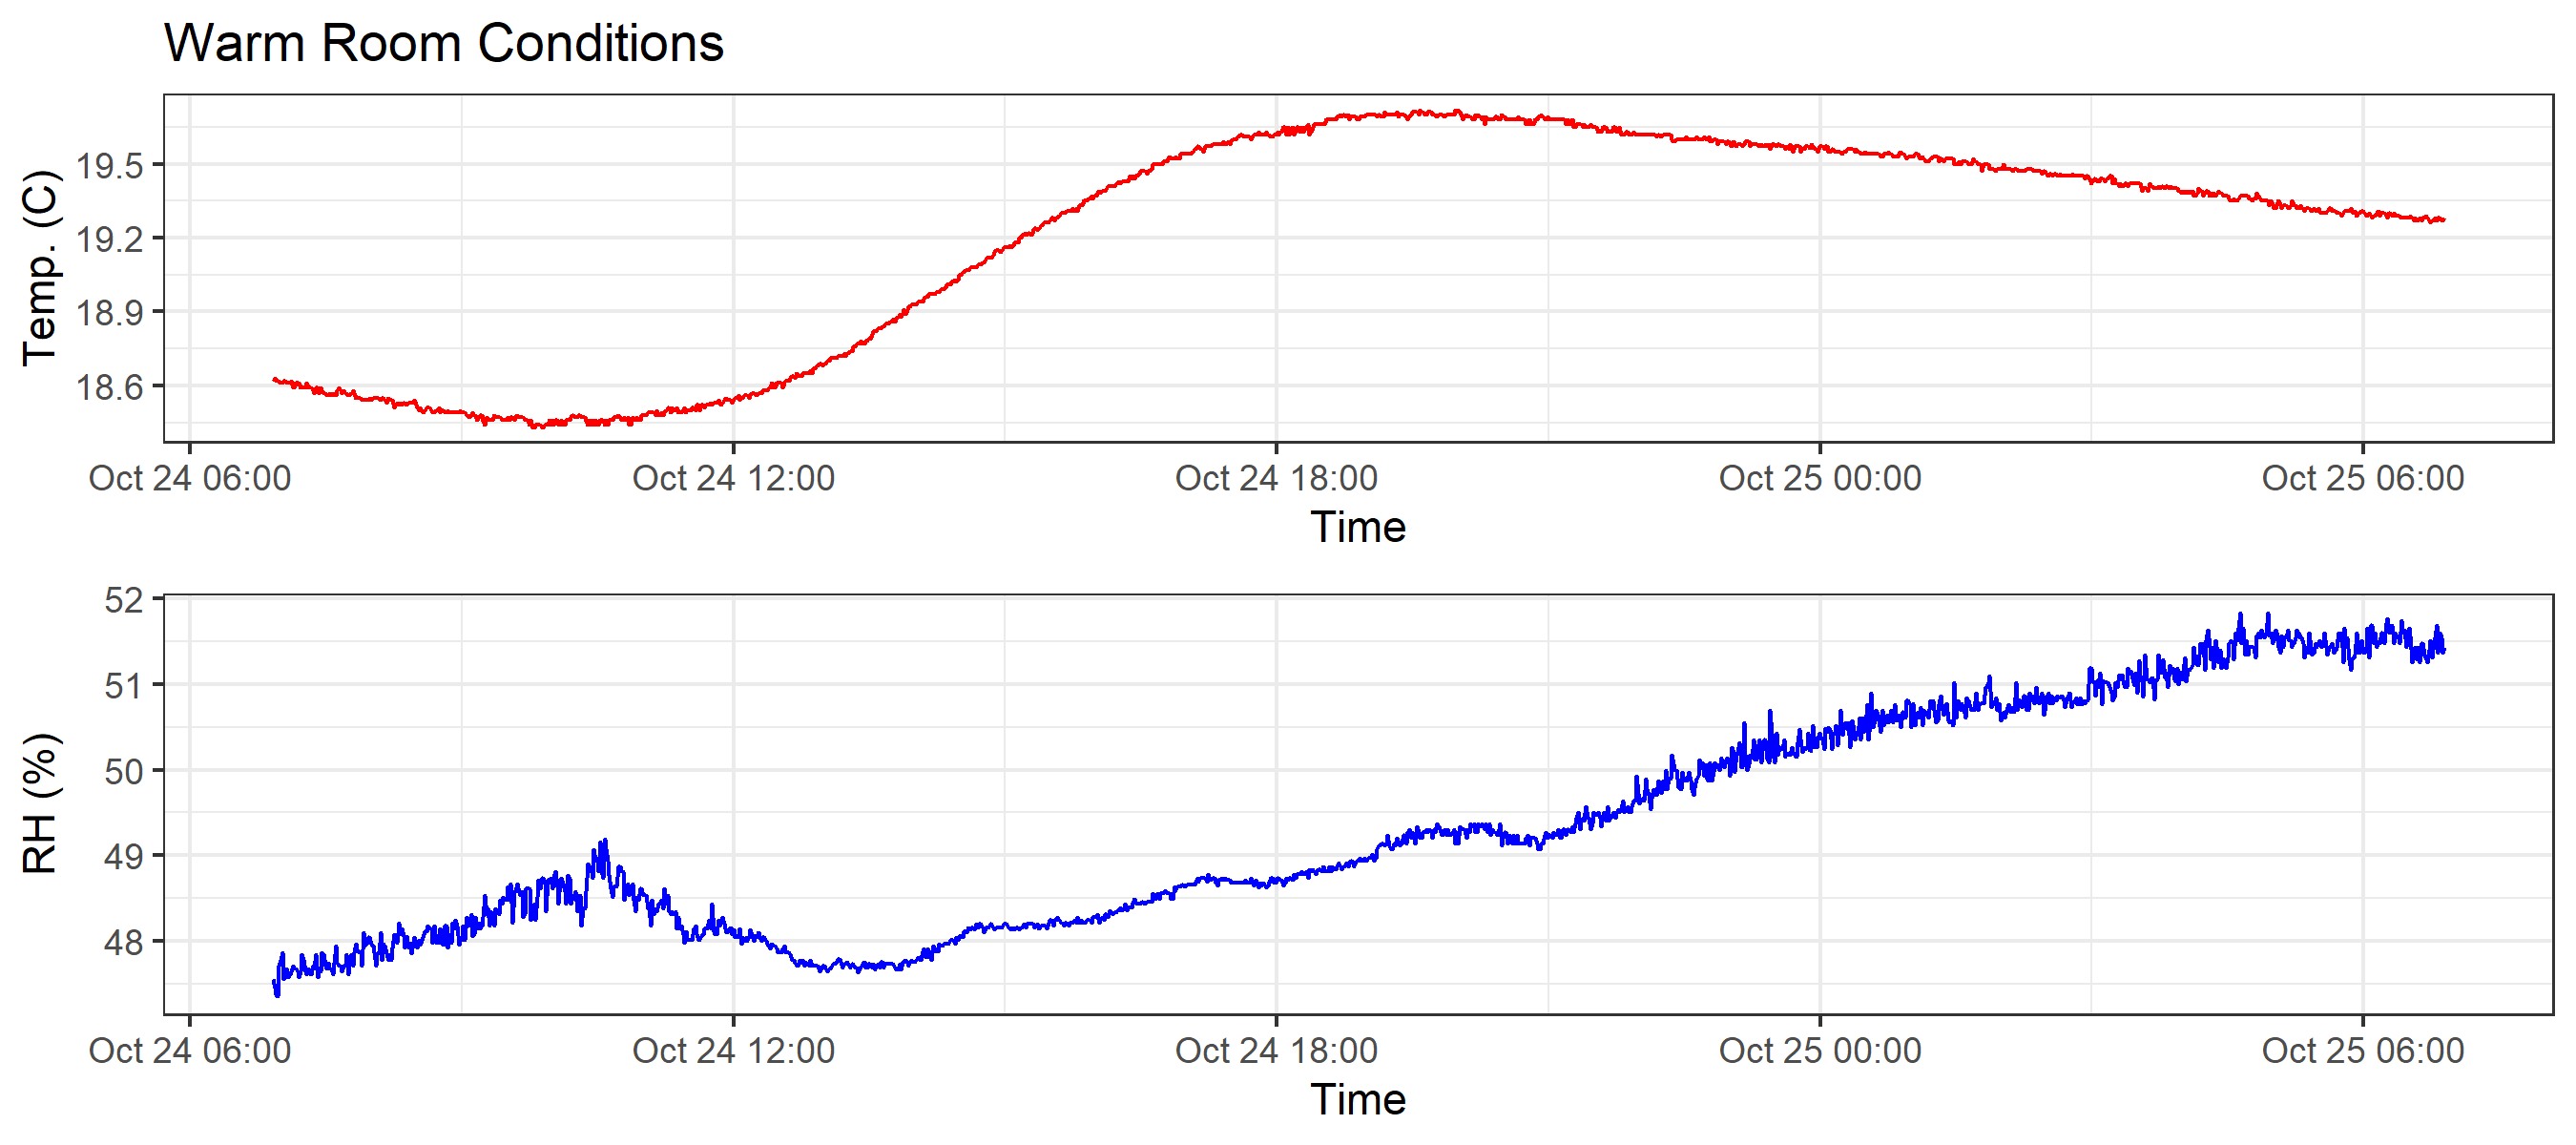 Warm Room Conditions
Temp. (C)
19.5
19.2
18.9
18.6
Oct 24 06:00 Oct 24 12:00 Oct 24 18:00 Oct 25 00:00 Oct 25 06:00
Time
RH (%)
52
51
50
49
48
Oct 24 06:00 Oct 24 12:00 Oct 24 18:00 Oct 25 00:00 Oct 25 06:00
Time